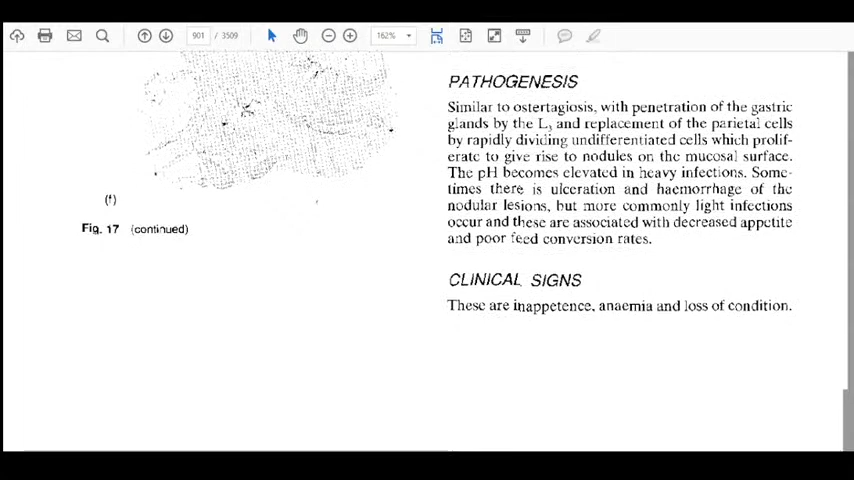 901 / 3509
162%
(f)
Fig. 17 (continued)
PATHOGENESIS
Similar to ostertagiosis, with penetration of the gastric
glands by the L₃ and replacement of the parietal cells
by rapidly dividing undifferentiated cells which prolif-
erate to give rise to nodules on the mucosal surface.
The pH becomes elevated in heavy infections. Some-
times there is ulceration and haemorrhage of the
nodular lesions, but more commonly light infections
occur and these are associated with decreased appetite
and poor feed conversion rates.
CLINICAL SIGNS
These are inappetence, anaemia and loss of condition.